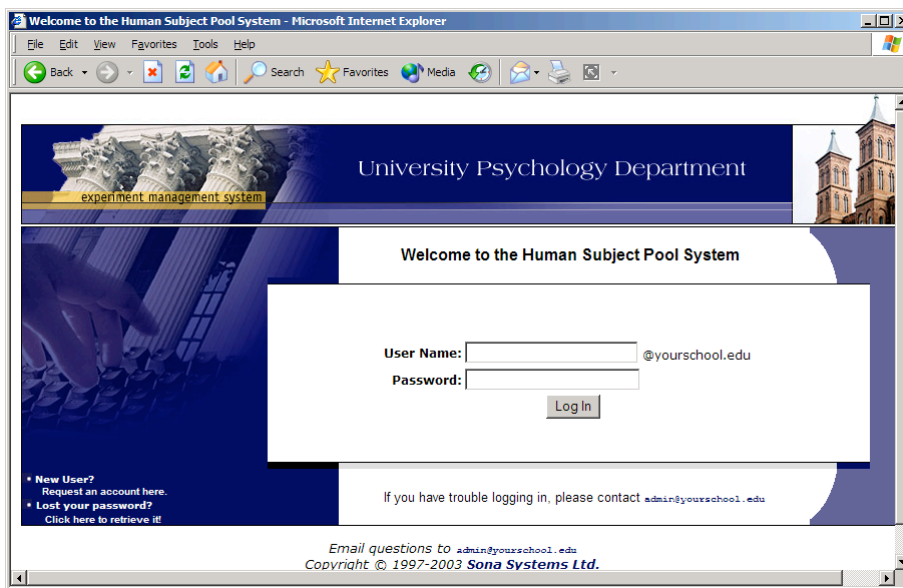 Welcome to the Human Subject Pool System - Microsoft Internet Explorer
File Edit View Favorites Tools Help
Back Search Favorites Media
University Psychology Department
experiment management system
Welcome to the Human Subject Pool System
User Name: @yourschool.edu
Password:
Log In
New User?
Request an account here.
Lost your password?
Click here to retrieve it!
If you have trouble logging in, please contact admin@yourschool.edu
Email questions to admin@yourschool.edu
Copyright © 1997-2003 Sona Systems Ltd.